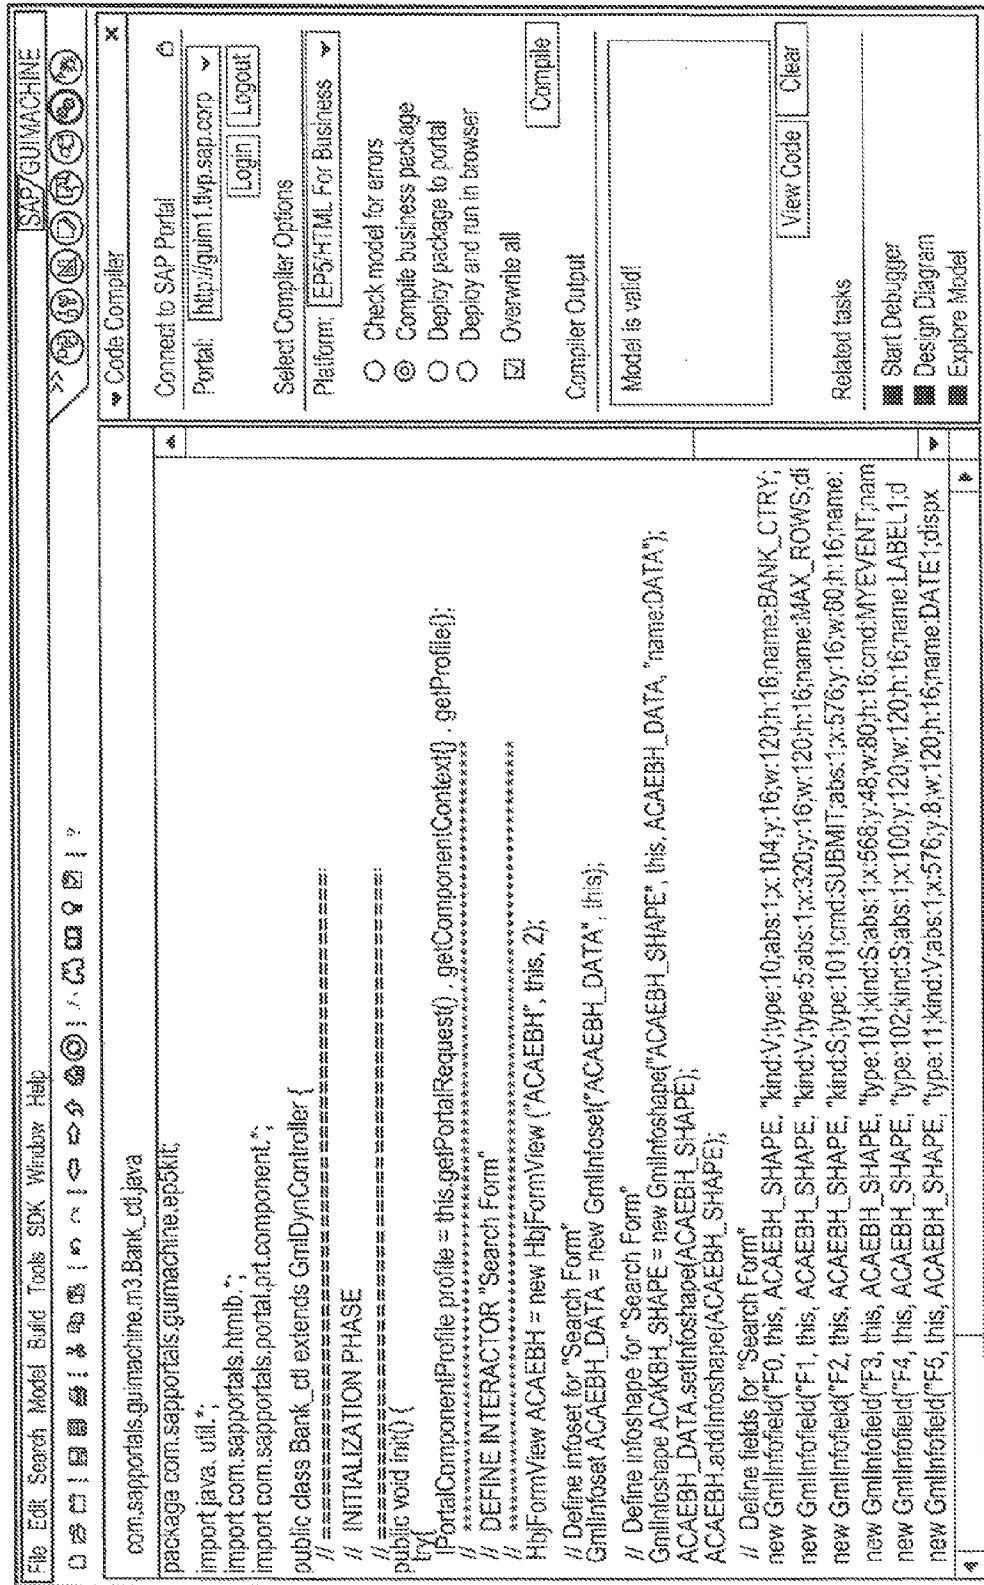 SAP/GUIMACHINE
File Edit Search Model Build Tools SDK Window Help
com.sapportals.guimachine.m3.Bank_ctl.java
package com.sapportals.guimachine.ep5kit;
import java. util.*;
import com.sapportals.htmlb.*;
import com.sapportals.portal.prt.component.*;
public class Bank_ctl extends GmlDynController {
// ==================================================
// INITIALIZATION PHASE
// ==================================================
public void init() {
try{
IPortalComponentProfile profile = this.getPortalRequest() . getComponentContext() . getProfile();
// **************************************************
// DEFINE INTERACTOR "Search Form"
// **************************************************
HbjFormView ACAEBH = new HbjFormView ("ACAEBH", this, 2);
// Define infoset for "Search Form"
GmlInfoset ACAEBH_DATA = new GmlInfoset("ACAEBH_DATA" , this);
// Define infoshape for "Search Form"
GmlInfoshape ACAKBH_SHAPE = new GmlInfoshape("ACAEBH_SHAPE", this, ACAEBH_DATA, "name:DATA");
ACAEBH_DATA.setInfoshape(ACAEBH_SHAPE);
ACAEBH.addInfoshape(ACAEBH_SHAPE);
// Define fields for "Search Form"
new GmlInfofield("F0, this, ACAEBH_SHAPE, "kind:V;type:10;abs:1;x:104;y:16;w:120;h:16;name:BANK_CTRY;
new GmlInfofield("F1, this, ACAEBH_SHAPE, "kind:V;type:5;abs:1;x:320;y:16;w:120;h:16;name:MAX_ROWS;di
new GmlInfofield("F2, this, ACAEBH_SHAPE, "kind:S;type:101;cmd:SUBMIT;abs:1;x:576;y:16;w:80;h:16;name:
new GmlInfofield("F3, this, ACAEBH_SHAPE, "type:101;kind:S;abs:1;x:568;y:48;w:80;h:16;cmd:MYEVENT;nam
new GmlInfofield("F4, this, ACAEBH_SHAPE, "type:102;kind:S;abs:1;x:100;y:120;w:120;h:16;name:LABEL1;d
new GmlInfofield("F5, this, ACAEBH_SHAPE, "type:11;kind:V;abs:1;x:576;y:8;w:120;h:16;name:DATE1;dispx
Code Compiler
Connect to SAP Portal
Portal: http://guim1.tlvp.sap.corp
Login Logout
Select Compiler Options
Platform: EP5/HTML For Business
Check model for errors
Compile business package
Deploy package to portal
Deploy and run in browser
Overwrite all
Compile
Compiler Output
Model is valid!
View Code Clear
Related tasks
Start Debugger
Design Diagram
Explore Model